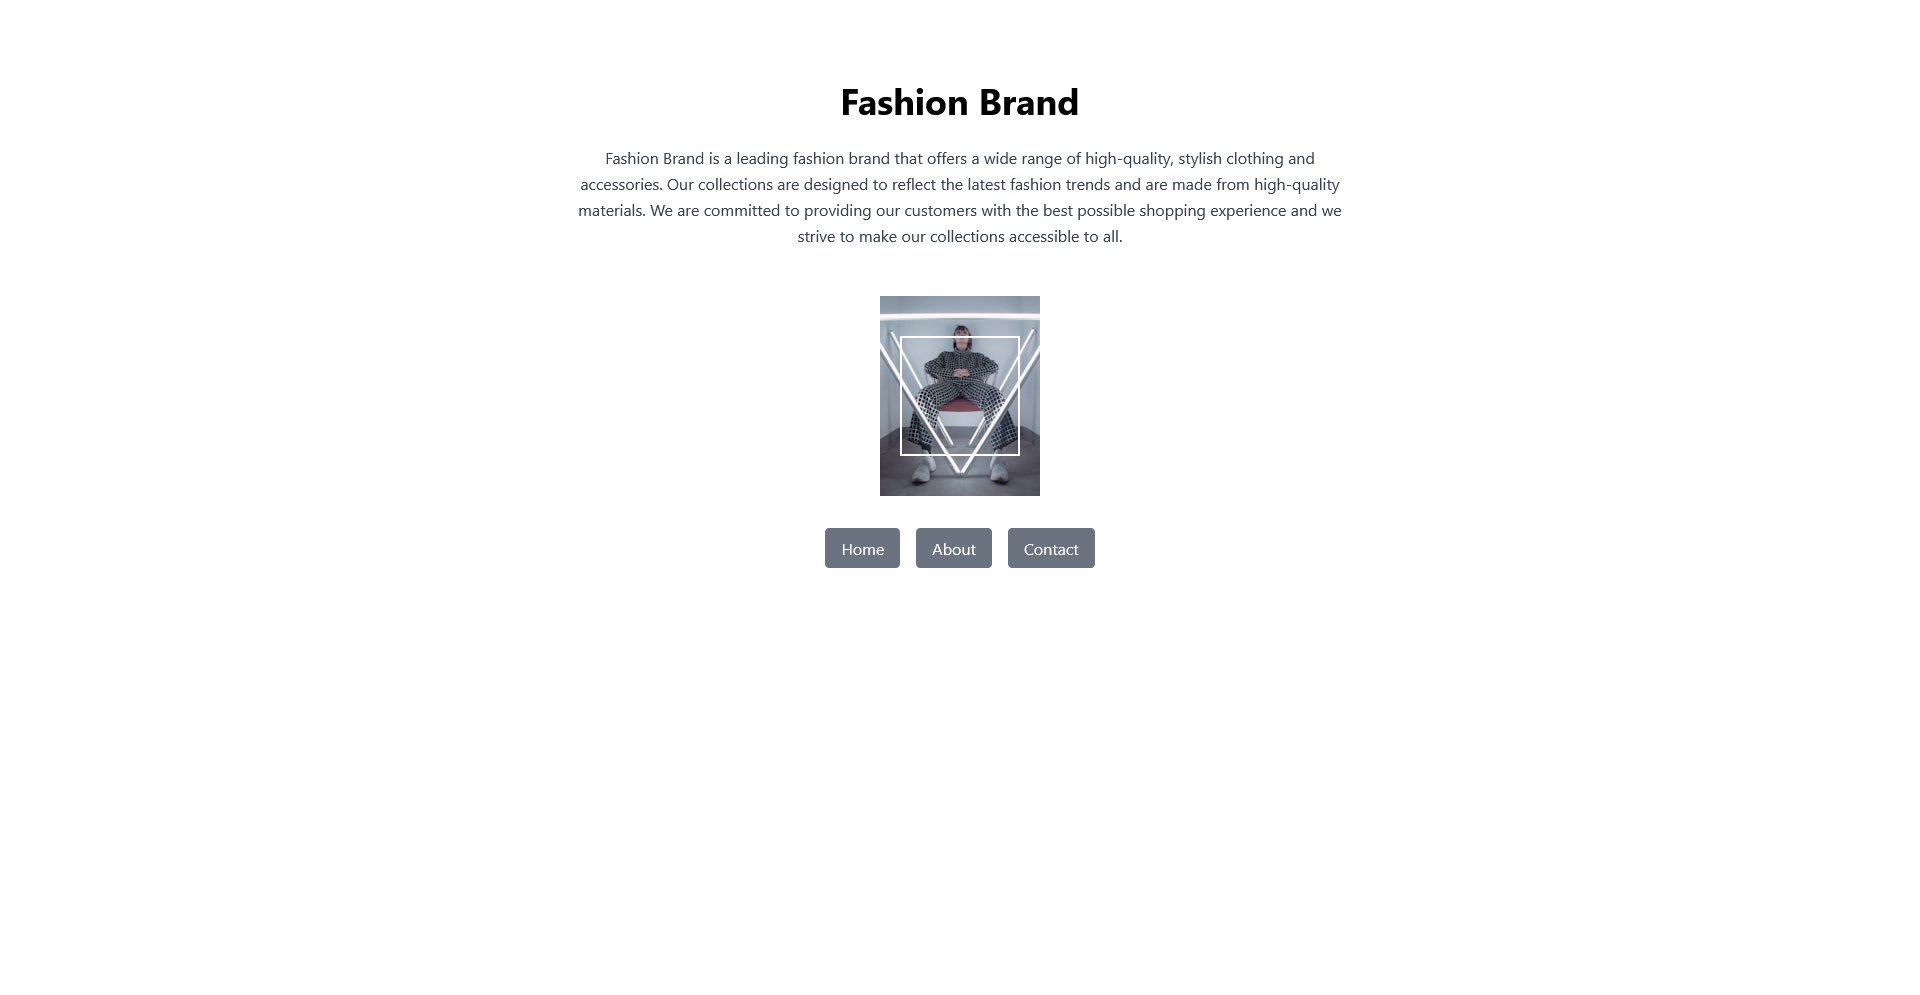 Fashion Brand
Fashion Brand is a leading fashion brand that offers a wide range of high-quality, stylish clothing and
accessories. Our collections are designed to reflect the latest fashion trends and are made from high-quality
materials. We are committed to providing our customers with the best possible shopping experience and we
strive to make our collections accessible to all.
Home
About
Contact